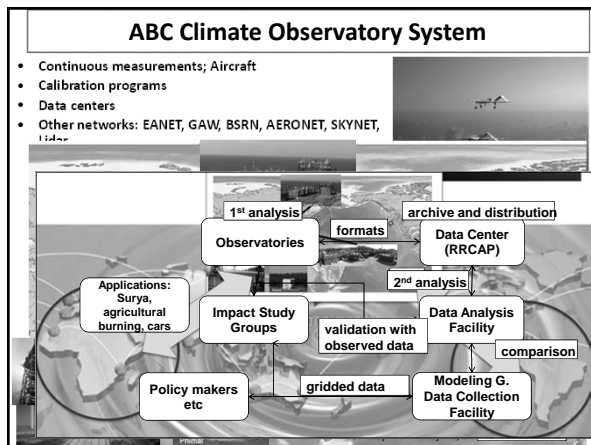 ABC Climate Observatory System
• Continuous measurements; Aircraft
• Calibration programs
• Data centers
• Other networks: EANET, GAW, BSRN, AERONET, SKYNET,
Lidar
1st analysis
archive and distribution
Observatories
formats
Data Center
(RRCAP)
2nd analysis
Applications:
Surya,
agricultural
burning, cars
Impact Study
Groups
validation with
observed data
Data Analysis
Facility
comparison
Policy makers
etc
gridded data
Modeling G.
Data Collection
Facility
Phimai